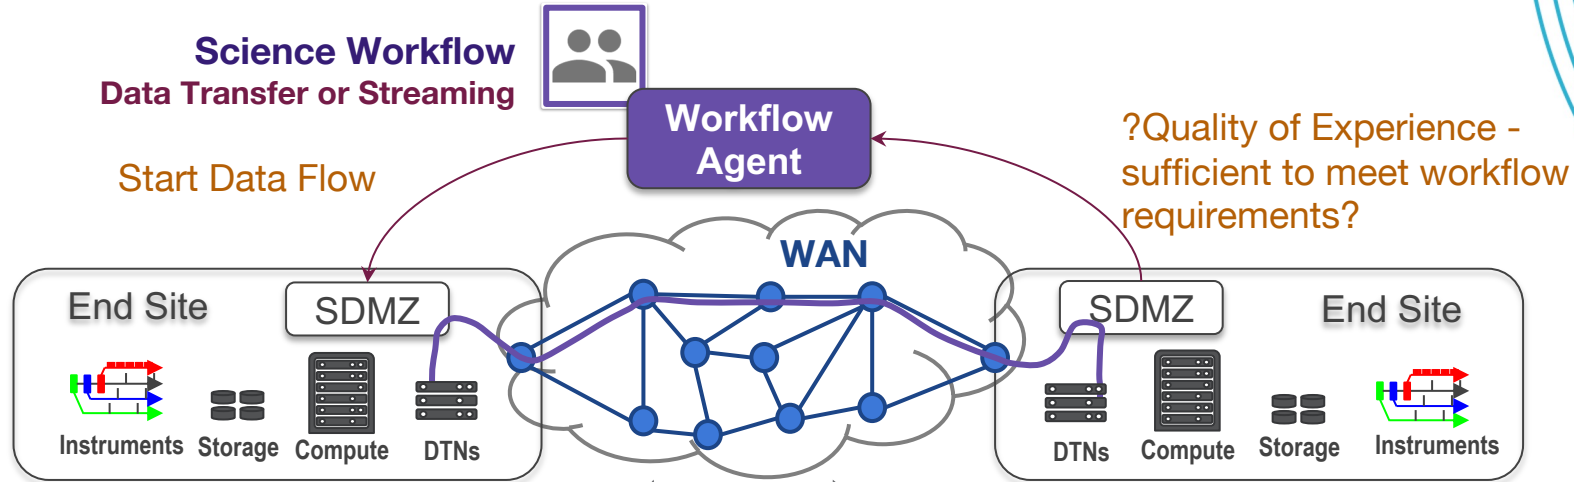 Science Workflow
Data Transfer or Streaming
Workflow
Agent
Start Data Flow
?Quality of Experience -
sufficient to meet workflow
requirements?
WAN
End Site
SDMZ
SDMZ
End Site
Instruments
Storage
Compute
DTNs
DTNs
Compute
Storage
Instruments